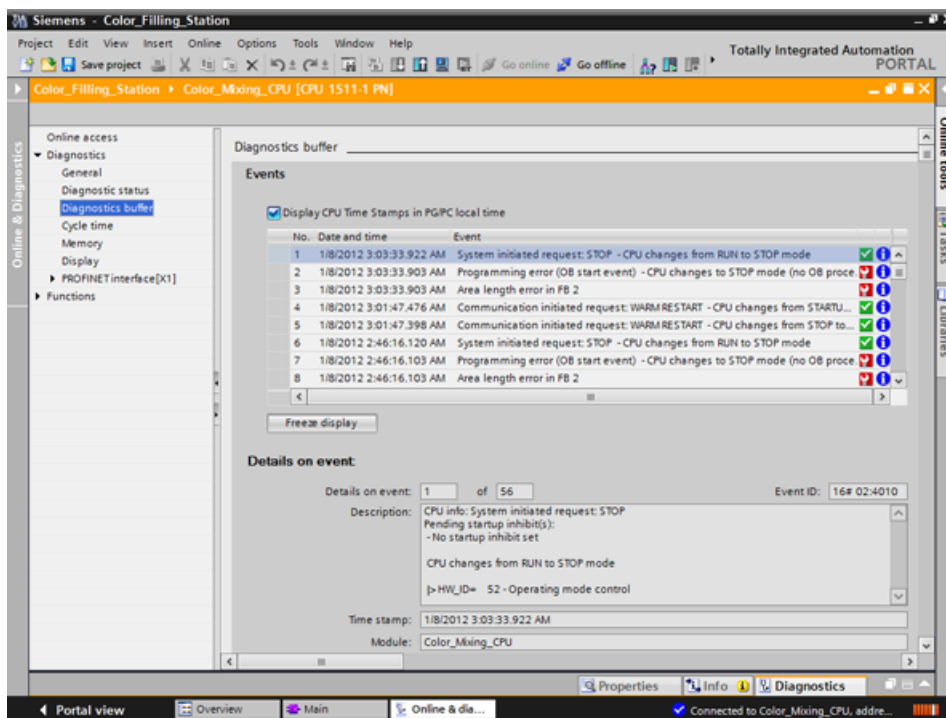 Siemens - Color_Filling_Station
Project Edit View Insert Online Options Tools Window Help
Totally Integrated Automation
PORTAL
Save project
Go online
Go offline
Color_Filling_Station
Color_Mixing_CPU [CPU 1511-1 PN]
Online & Diagnostics
Online access
Diagnostics
General
Diagnostic status
Diagnostics buffer
Cycle time
Memory
Display
PROFINET interface[X1]
Functions
Diagnostics buffer
Events
Display CPU Time Stamps in PG/PC local time
No. Date and time Event
1 1/8/2012 3:03:33.922 AM System initiated request: STOP - CPU changes from RUN to STOP mode
2 1/8/2012 3:03:33.903 AM Programming error (OB start event) - CPU changes to STOP mode (no OB proce.
3 1/8/2012 3:03:33.903 AM Area length error in FB 2
4 1/8/2012 3:01:47.476 AM Communication initiated request: WARM RESTART - CPU changes from STARTU...
5 1/8/2012 3:01:47.398 AM Communication initiated request: WARM RESTART - CPU changes from STOP to...
6 1/8/2012 2:46:16.120 AM System initiated request: STOP - CPU changes from RUN to STOP mode
7 1/8/2012 2:46:16.103 AM Programming error (OB start event) - CPU changes to STOP mode (no OB proce.
8 1/8/2012 2:46:16.103 AM Area length error in FB 2
Freeze display
Details on event:
Details on event: 1 of 56 Event ID: 16# 02:4010
Description: CPU info: System initiated request: STOP
Pending startup inhibit(s):
- No startup inhibit set
CPU changes from RUN to STOP mode
|> HW_ID= 52 - Operating mode control
Time stamp: 1/8/2012 3:03:33.922 AM
Module: Color_Mixing_CPU
Online tools
Tasks
Libraries
Properties Info Diagnostics
Portal view Overview Main Online & dia... Connected to Color_Mixing_CPU, addre...